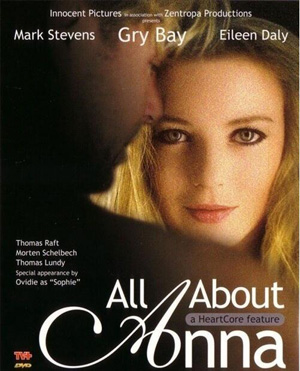 Innocent Pictures in association with Zentropa Productions
presents
Mark Stevens Gry Bay Eileen Daly
Thomas Raft
Morten Schelbech
Thomas Lundy
Special appearance by
Ovidie as "Sophie"
All About
a HeartCore feature
Anna
DVD